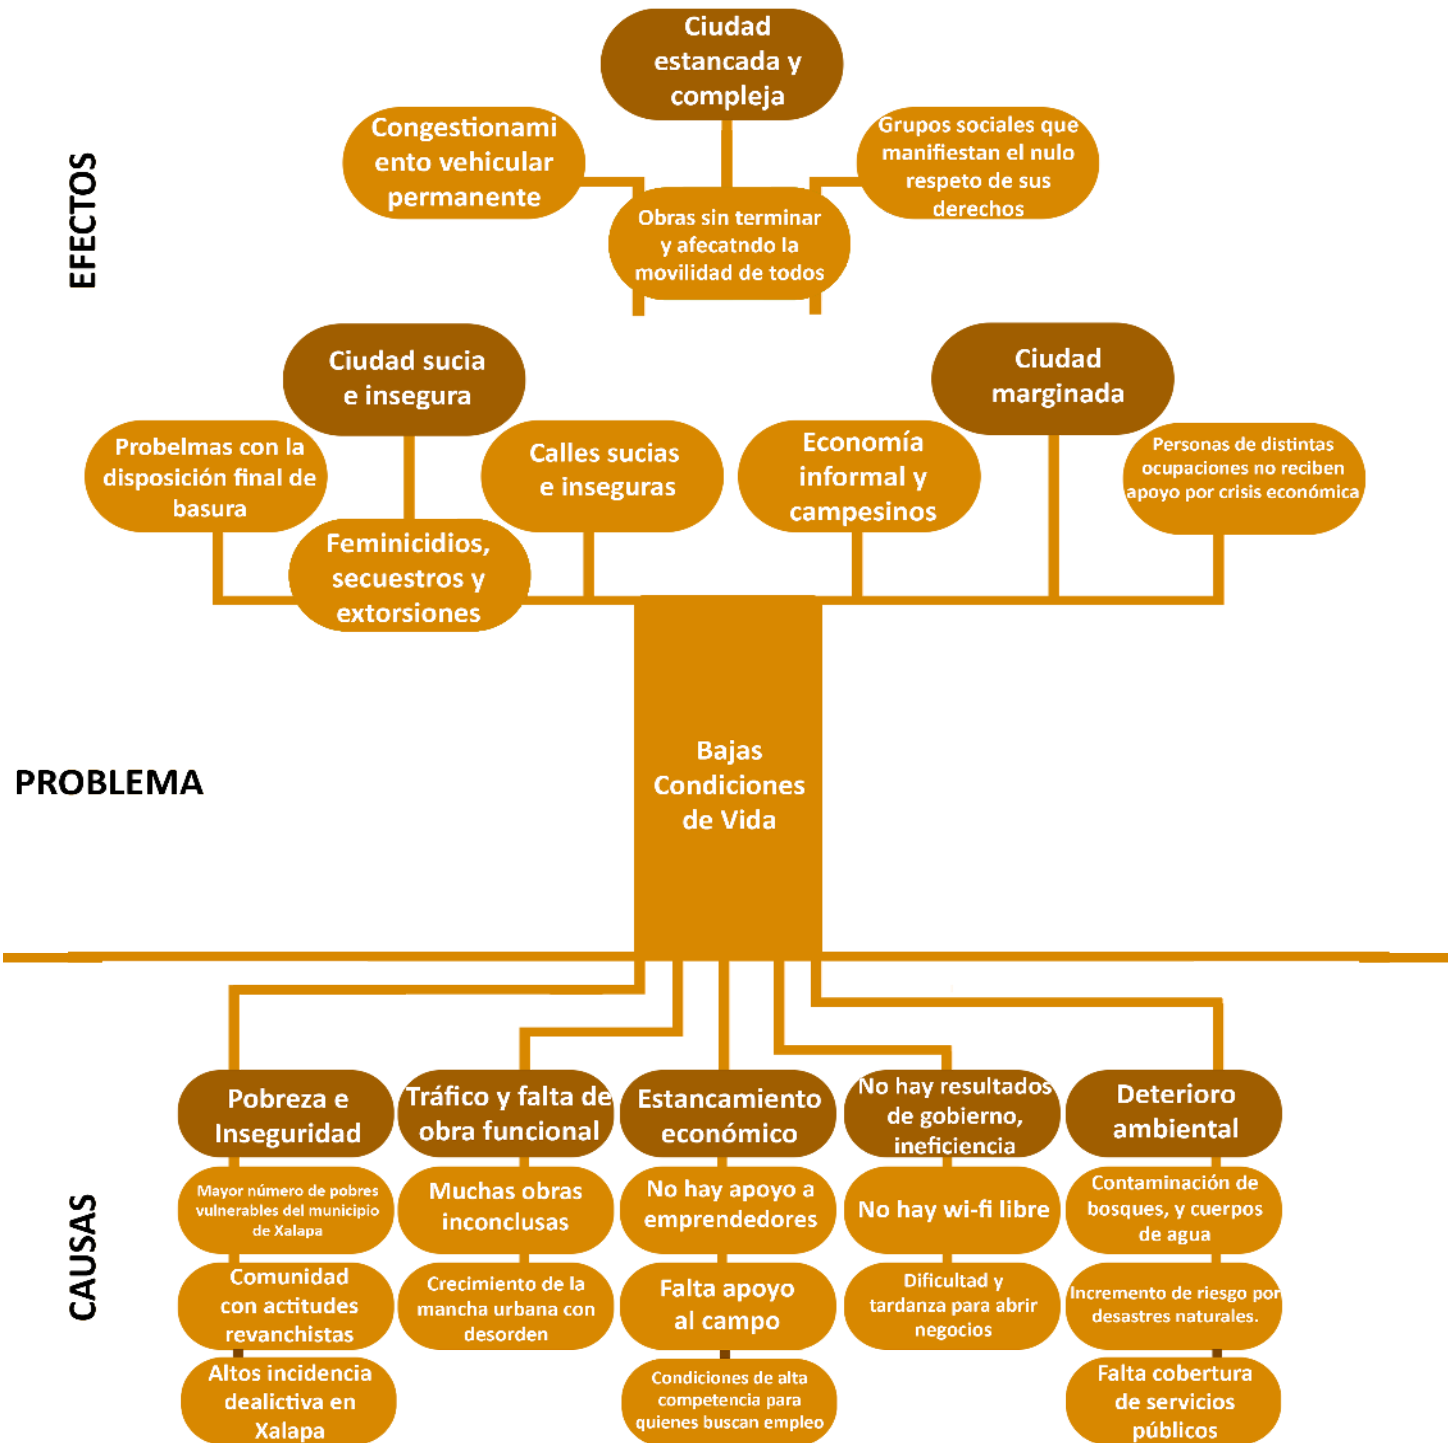 Ciudad
estancada y
compleja
Congestionami
ento vehicular
permanente
Grupos sociales que
manifiestan el nulo
respeto de sus
derechos
Obras sin terminar
y afecatndo la
movilidad de todos
EFECTOS
Ciudad sucia
e insegura
Ciudad
marginada
Probelmas con la
disposición final de
basura
Calles sucias
e inseguras
Economía
informal y
campesinos
Personas de distintas
ocupaciones no reciben
apoyo por crisis económica
Feminicidios,
secuestros y
extorsiones
PROBLEMA
Bajas
Condiciones
de Vida
CAUSAS
Pobreza e
Inseguridad
Mayor número de pobres
vulnerables del municipio
de Xalapa
Comunidad
con actitudes
revanchistas
Altos incidencia
dealictiva en
Xalapa
Tráfico y falta de
obra funcional
Muchas obras
inconclusas
Crecimiento de la
mancha urbana con
desorden
Estancamiento
económico
No hay apoyo a
emprendedores
Falta apoyo
al campo
Condiciones de alta
competencia para
quienes buscan empleo
No hay resultados
de gobierno,
ineficiencia
No hay wi-fi libre
Dificultad y
tardanza para abrir
negocios
Deterioro
ambiental
Contaminación de
bosques, y cuerpos
de agua
Incremento de riesgo por
desastres naturales.
Falta cobertura
de servicios
públicos